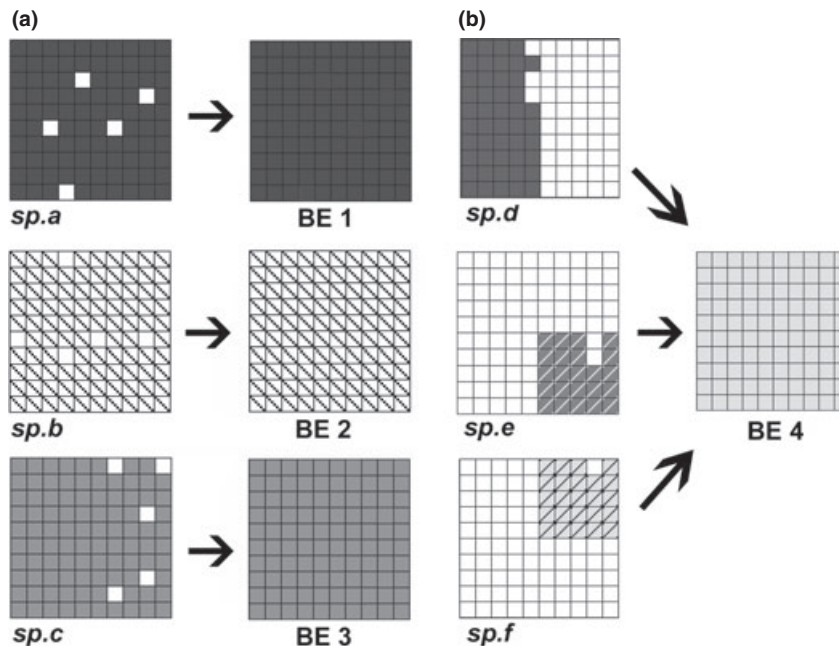 (a)
sp.a
BE 1
sp.b
BE 2
sp.c
BE 3
(b)
sp.d
sp.e
BE 4
sp.f